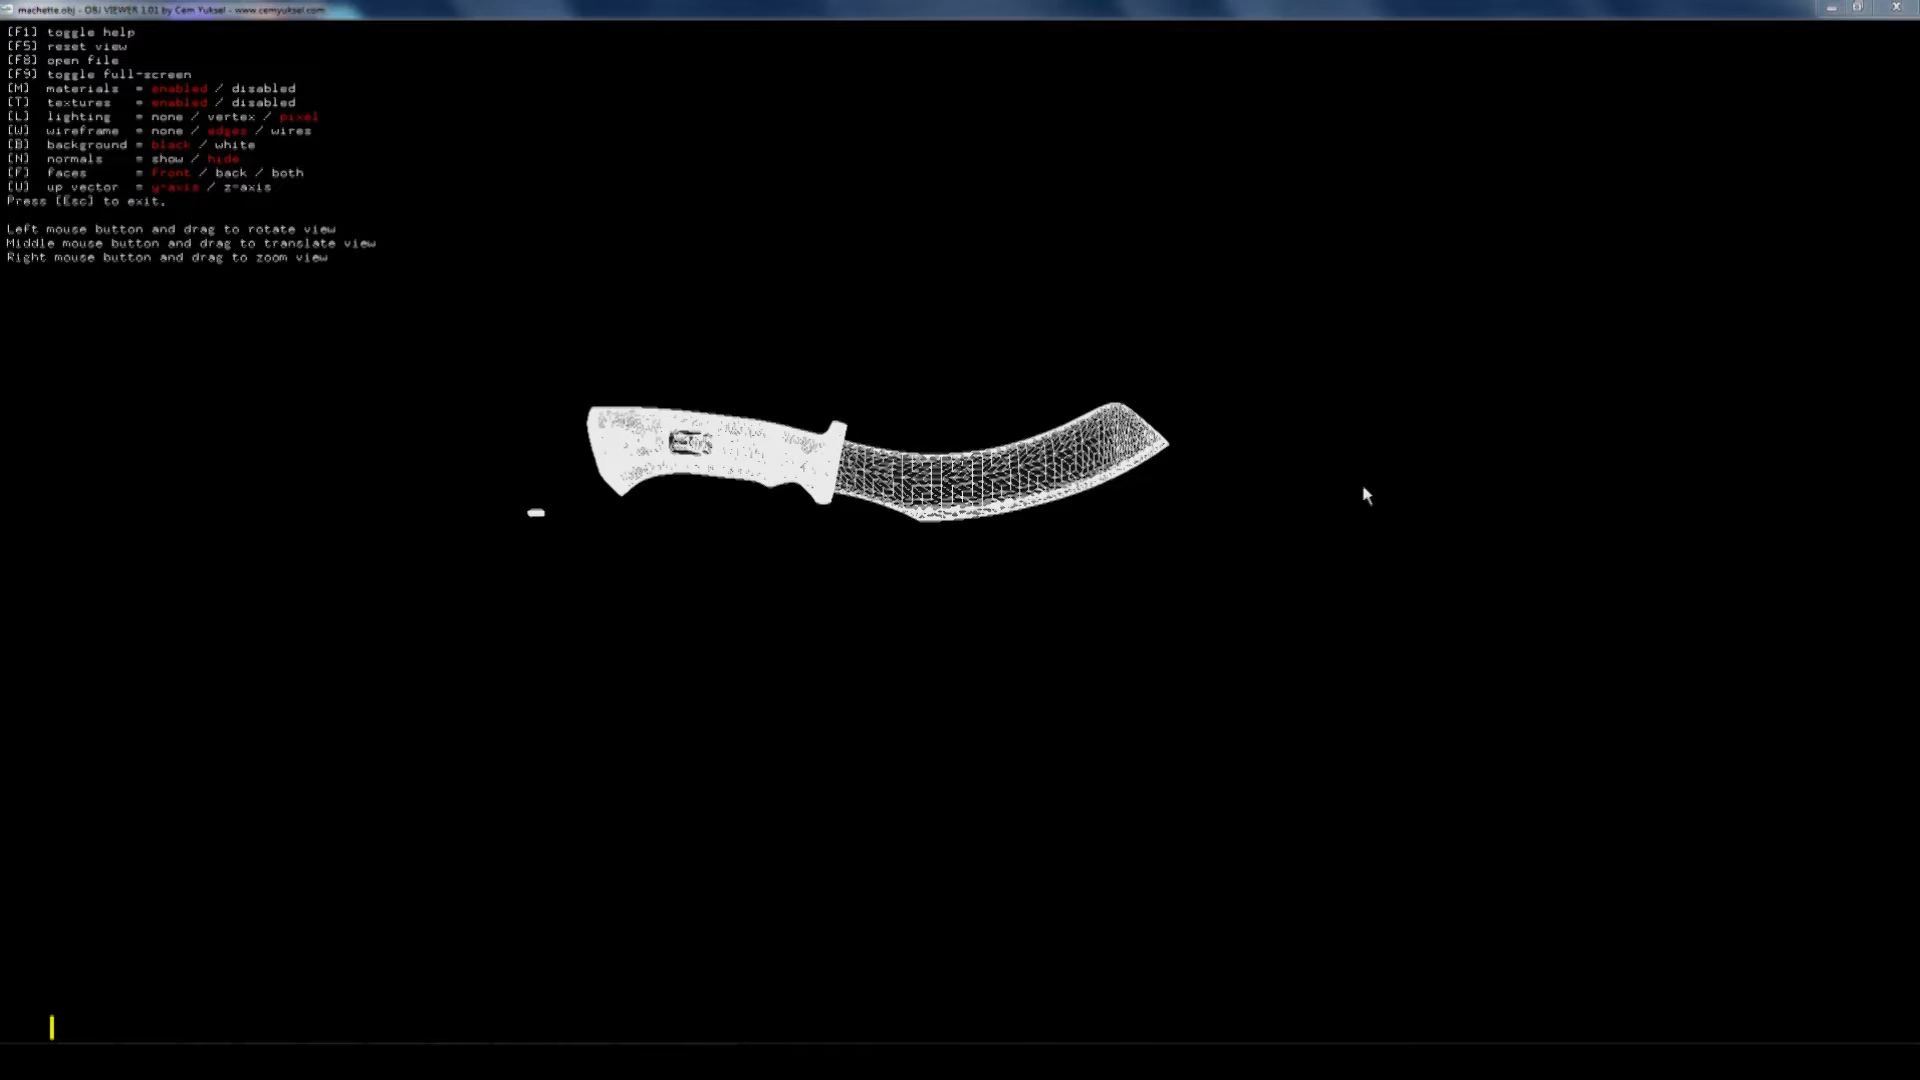 machette.obj - OBJ VIEWER 1.01 by Cem Yuksel - www.cemyuksel.com
[F1] toggle help
[F5] reset view
[F8] open file
[F9] toggle full-screen
[M] materials = enabled / disabled
[T] textures = enabled / disabled
[L] lighting = none / vertex / pixel
[W] wireframe = none / edges / wires
[B] background = black / white
[N] normals = show / hide
[F] faces = front / back / both
[U] up vector = y-axis / z-axis
Press [Esc] to exit.
Left mouse button and drag to rotate view
Middle mouse button and drag to translate view
Right mouse button and drag to zoom view